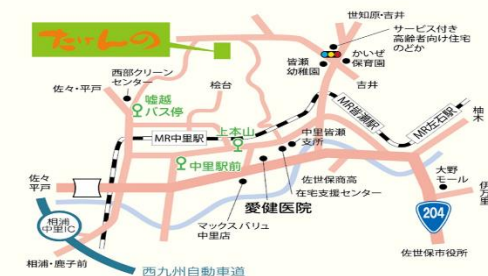 たけんの
世知原・吉井
サービス付き
高齢者向け住宅
のどか
かいぜ
保育園
皆瀬
幼稚園
吉井
西部クリーン
センター
佐々・平戸
桧台
嘘越
バス停
MR中里駅
上本山
中里皆瀬
支所
MR皆瀬駅
MR左石駅
柚木
中里駅前
佐世保商高
在宅支援センター
愛健医院
マックスバリュ
中里店
大野
モール
伊万里
佐々
平戸
相浦
中里IC
204
佐世保市役所
相浦・鹿子前
西九州自動車道